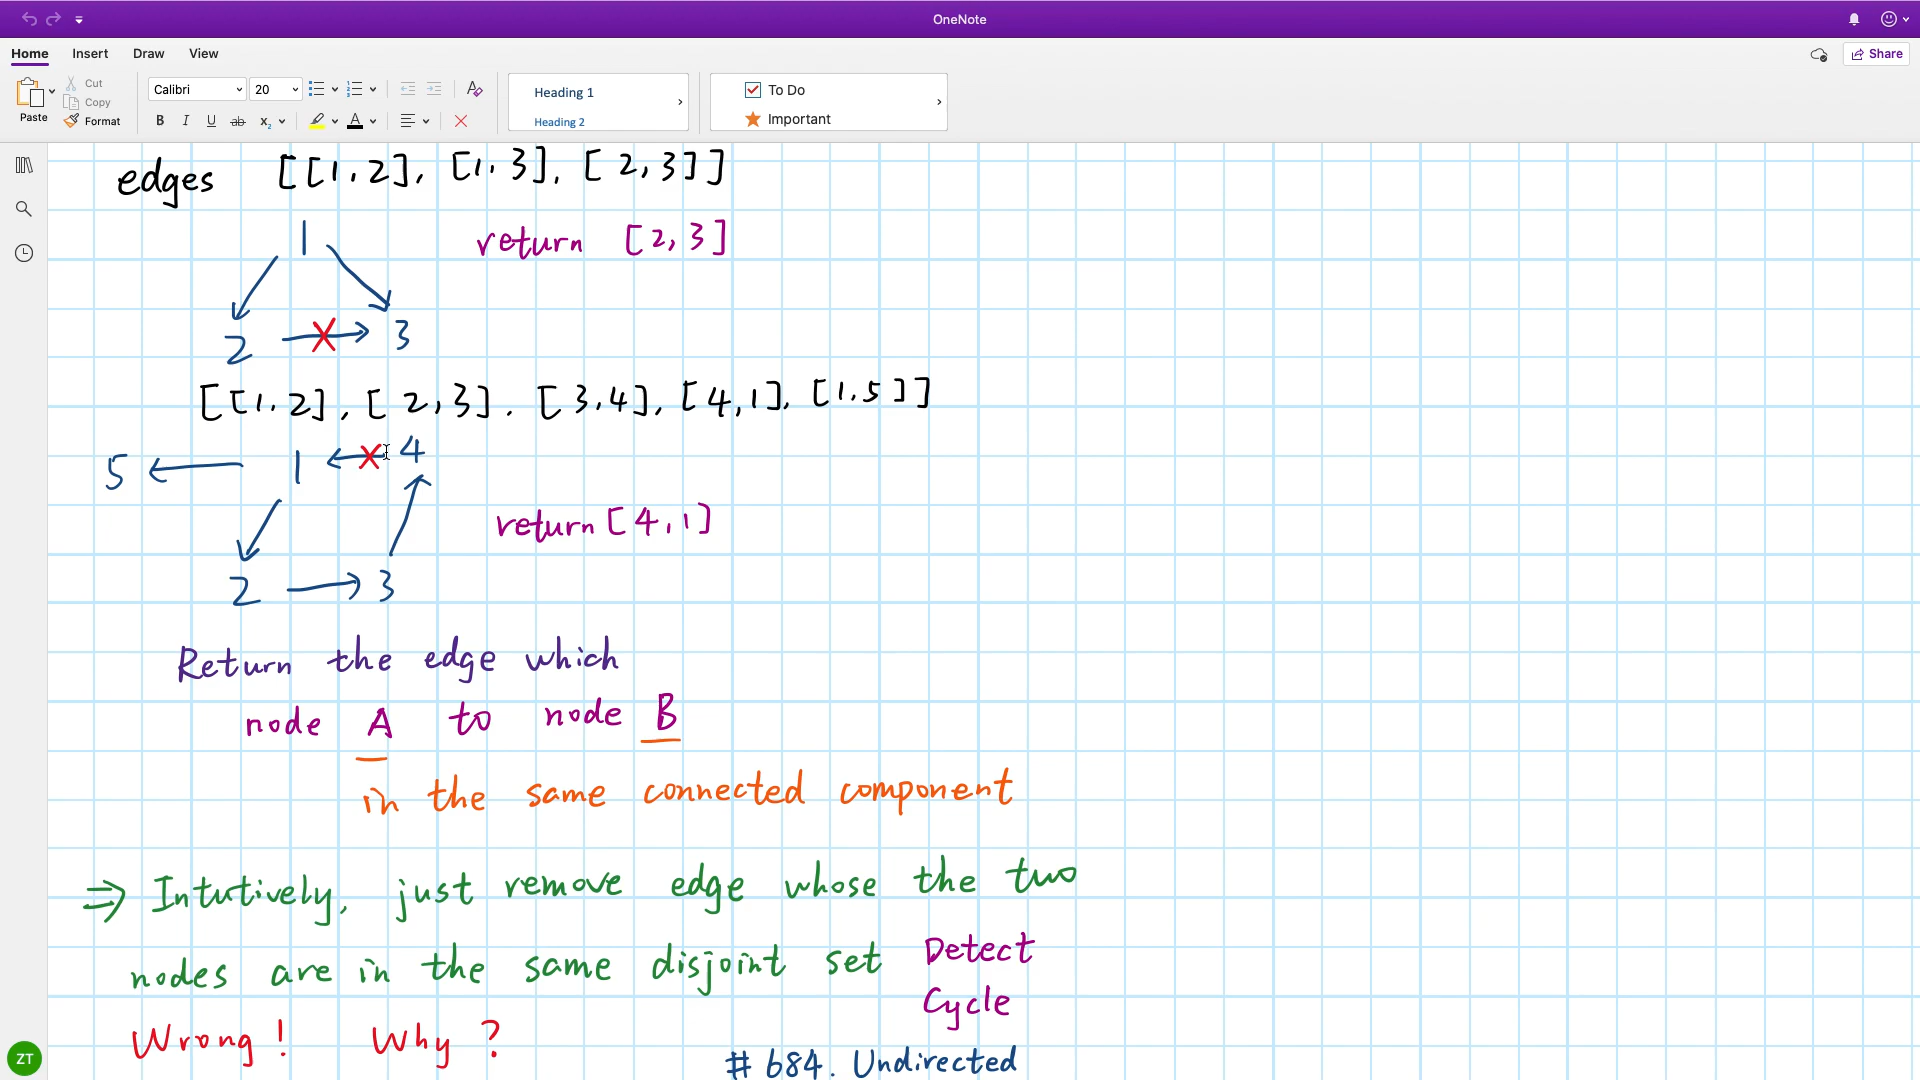 OneNote
Home Insert Draw View
Share
Paste
Cut
Copy
Format
Calibri 20
B I U ab x₂ A
Heading 1
Heading 2
To Do
Important
edges [[1,2], [1,3], [2,3]]
1
return [2,3]
2 X 3
[[1,2], [2,3], [3,4], [4,1], [1,5]]
5 1 X 4
return [4,1]
2 3
Return the edge which
node A to node B
in the same connected component
⇒ Intutively, just remove edge whose the two
nodes are in the same disjoint set
Detect
Cycle
Wrong! Why?
# 684. Undirected
ZT